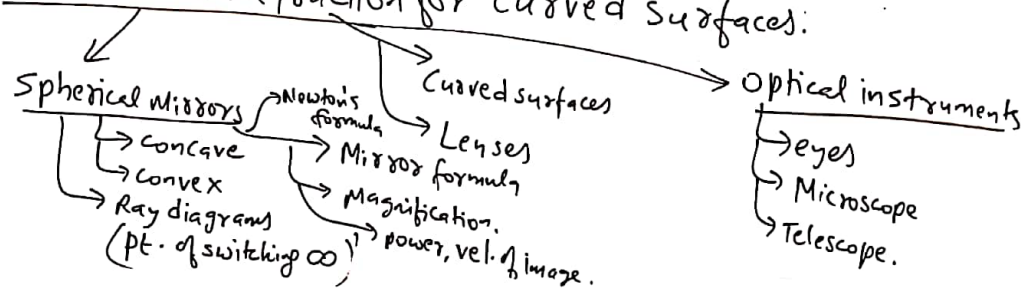 for Curved Surfaces.
Spherical Mirrors
Concave
Convex
Ray diagrams
(pt. of switching ∞)
Newton's
formula
Mirror formula
Magnification.
power, vel. of image.
Curved surfaces
Lenses
Optical instruments
eyes
Microscope
Telescope.